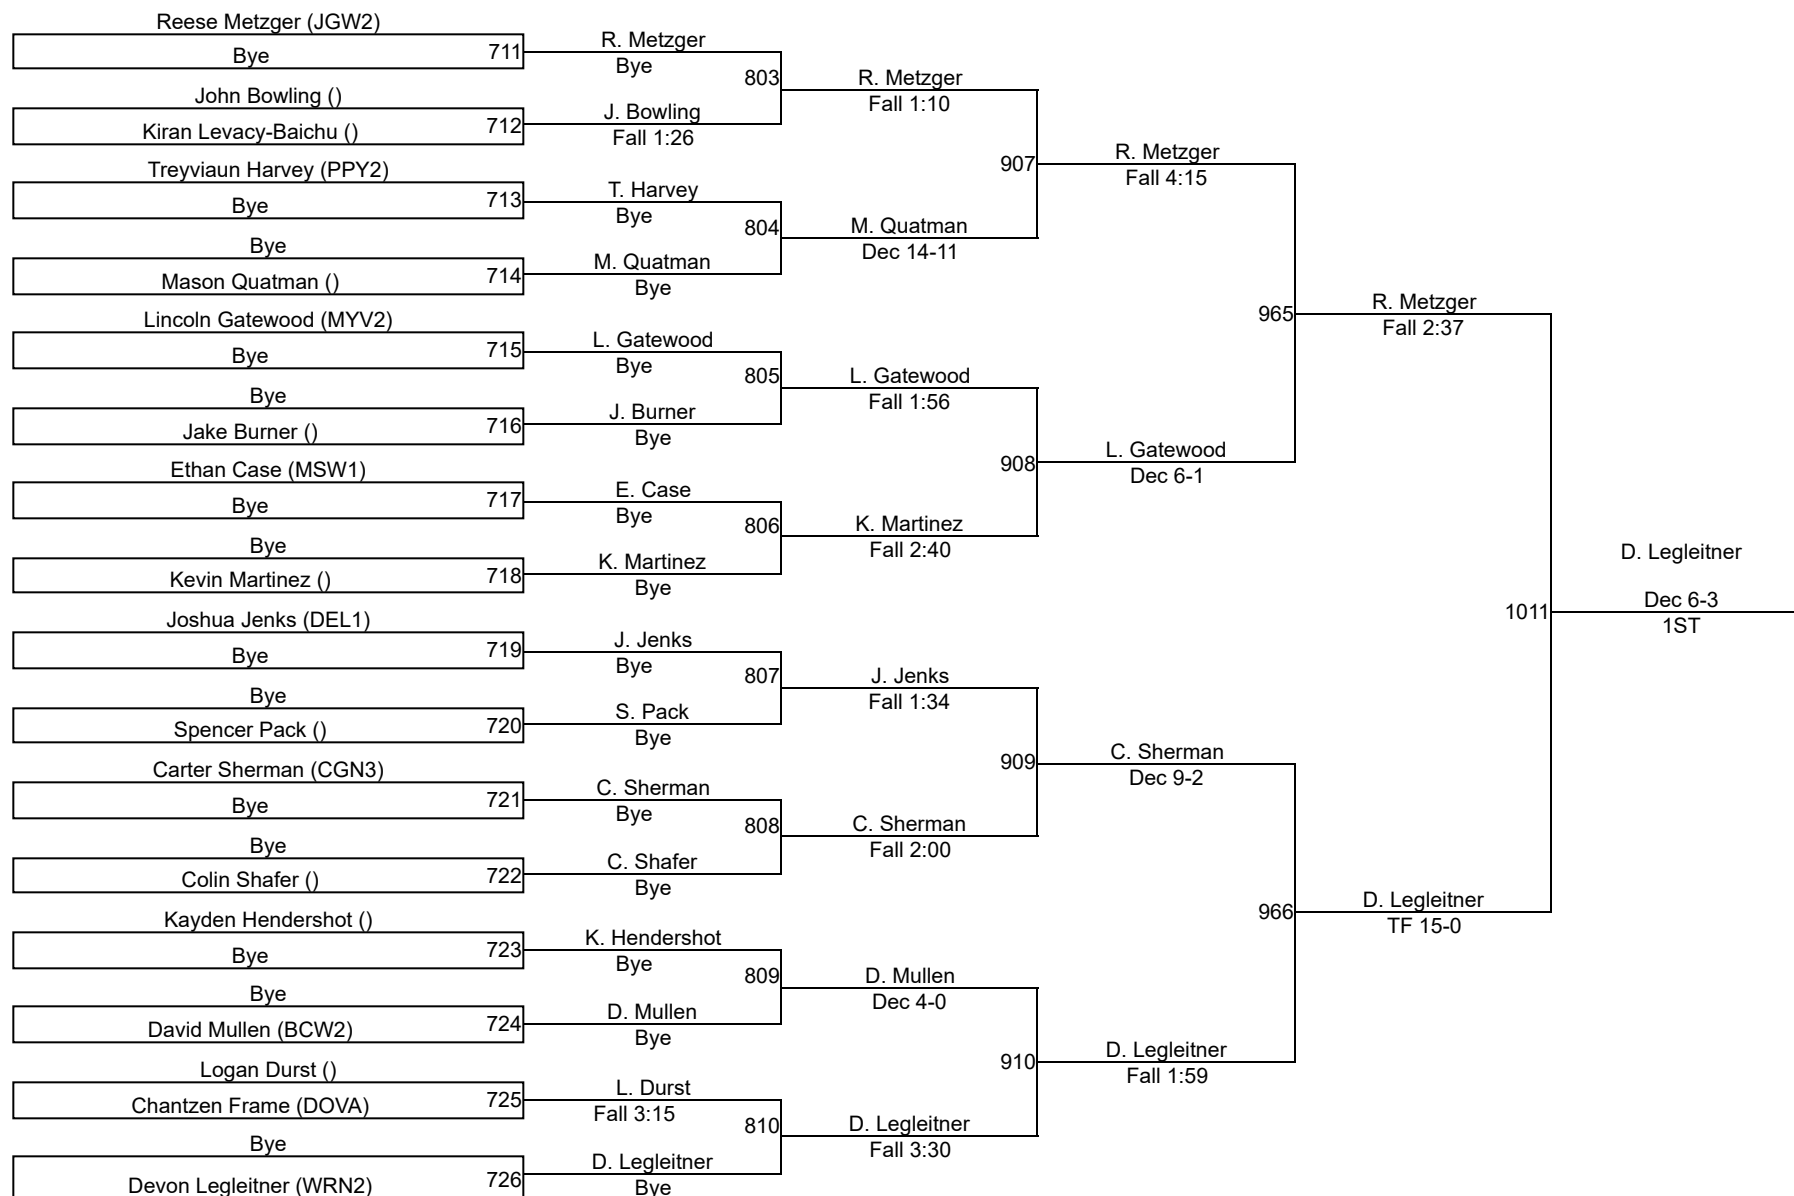 Reese Metzger (JGW2)
Bye
711
John Bowling ()
Kiran Levacy-Baichu ()
712
Treyviaun Harvey (PPY2)
Bye
713
Bye
Mason Quatman ()
714
Lincoln Gatewood (MYV2)
Bye
715
Bye
Jake Burner ()
716
Ethan Case (MSW1)
Bye
717
Bye
Kevin Martinez ()
718
Joshua Jenks (DEL1)
Bye
719
Bye
Spencer Pack ()
720
Carter Sherman (CGN3)
Bye
721
Bye
Colin Shafer ()
722
Kayden Hendershot ()
Bye
723
Bye
David Mullen (BCW2)
724
Logan Durst ()
Chantzen Frame (DOVA)
725
Bye
Devon Legleitner (WRN2)
726
R. Metzger
Bye
803
J. Bowling
Fall 1:26
T. Harvey
Bye
804
M. Quatman
Bye
L. Gatewood
Bye
805
J. Burner
Bye
E. Case
Bye
806
K. Martinez
Bye
J. Jenks
Bye
807
S. Pack
Bye
C. Sherman
Bye
808
C. Shafer
Bye
K. Hendershot
Bye
809
D. Mullen
Bye
L. Durst
Fall 3:15
810
D. Legleitner
Bye
R. Metzger
Fall 1:10
907
M. Quatman
Dec 14-11
L. Gatewood
Fall 1:56
908
K. Martinez
Fall 2:40
J. Jenks
Fall 1:34
909
C. Sherman
Fall 2:00
D. Mullen
Dec 4-0
910
D. Legleitner
Fall 3:30
R. Metzger
Fall 4:15
965
L. Gatewood
Dec 6-1
C. Sherman
Dec 9-2
966
D. Legleitner
Fall 1:59
R. Metzger
Fall 2:37
1011
D. Legleitner
TF 15-0
D. Legleitner
Dec 6-3
1ST